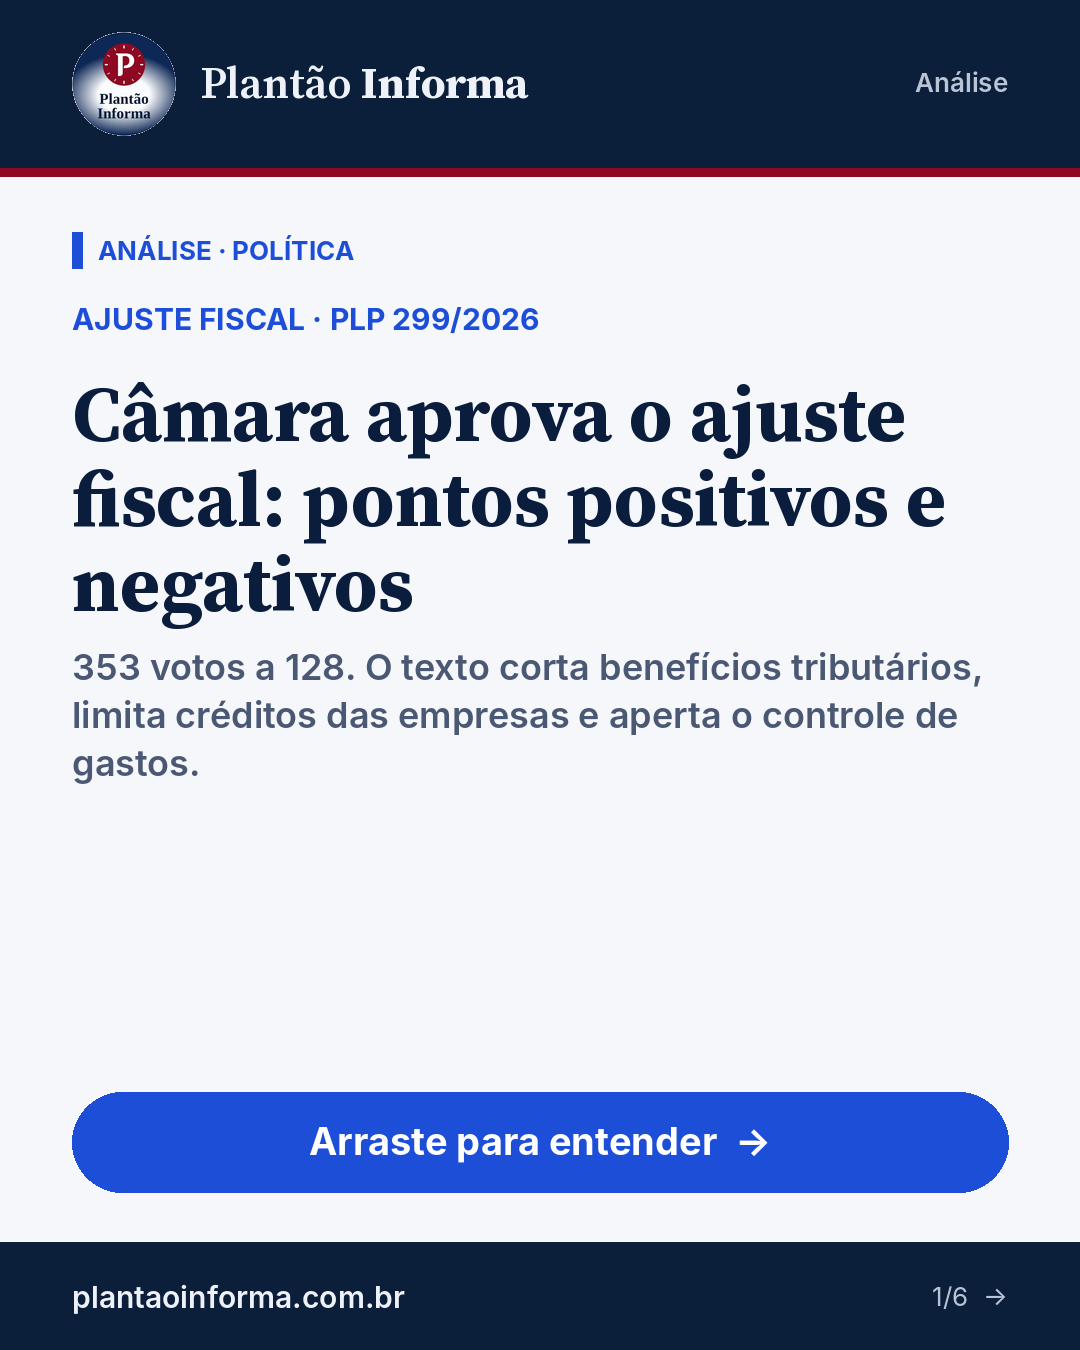 P
Plantão
Informa
Plantão Informa
Análise
ANÁLISE · POLÍTICA
AJUSTE FISCAL · PLP 299/2026
Câmara aprova o ajuste
fiscal: pontos positivos e
negativos
353 votos a 128. O texto corta benefícios tributários,
limita créditos das empresas e aperta o controle de
gastos.
Arraste para entender →
plantaoinforma.com.br
1/6 →